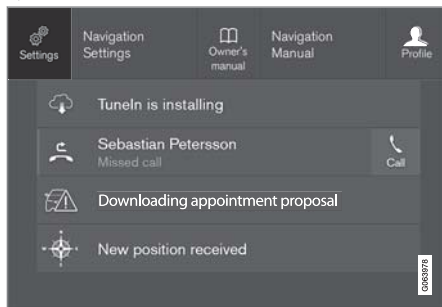 Settings
Navigation
Settings
Owner's
manual
Navigation
Manual
Profile
TuneIn is installing
Sebastian Petersson
Missed call
Call
Downloading appointment proposal
New position received
G063978